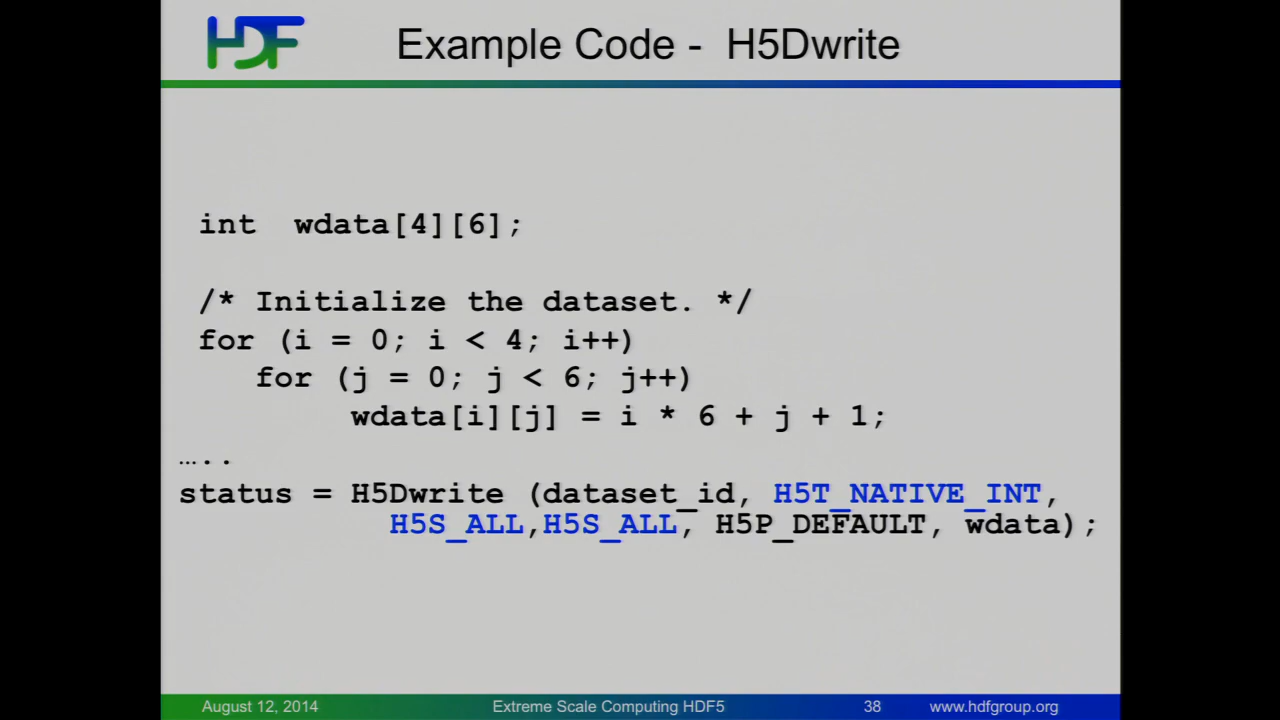 HDF
Example Code - H5Dwrite
int wdata[4][6];
/* Initialize the dataset. */
for (i = 0; i < 4; i++)
for (j = 0; j < 6; j++)
wdata[i][j] = i * 6 + j + 1;
…..
status = H5Dwrite (dataset_id, H5T_NATIVE_INT,
H5S_ALL,H5S_ALL, H5P_DEFAULT, wdata);
August 12, 2014 Extreme Scale Computing HDF5 38 www.hdfgroup.org